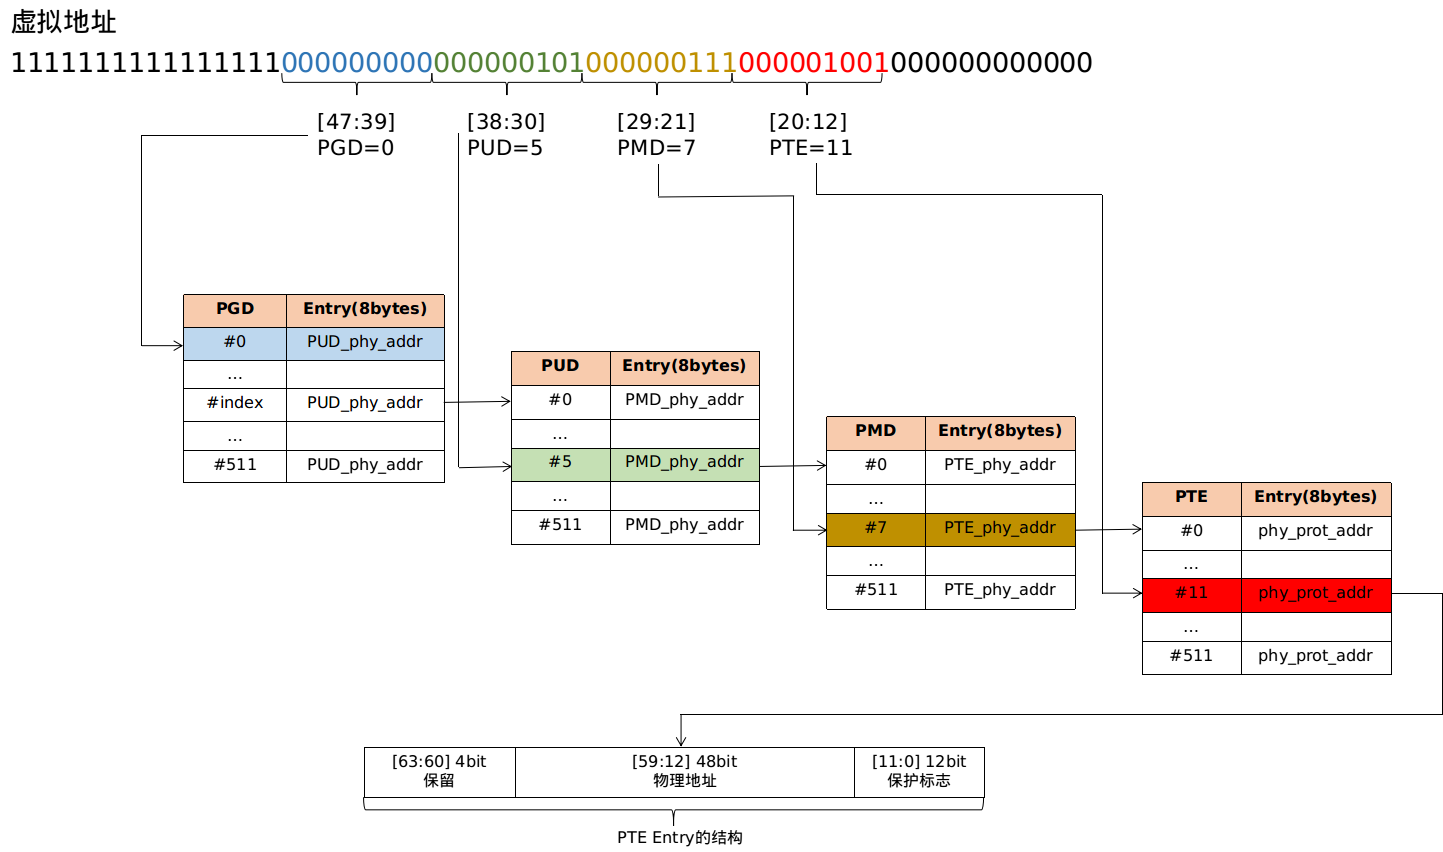 虚拟地址
1111111111111111000000000000000101000000111000001001000000000000
[47:39]
PGD=0
[38:30]
PUD=5
[29:21]
PMD=7
[20:12]
PTE=11
PGD Entry(8bytes)
#0 PUD_phy_addr
...
#index PUD_phy_addr
...
#511 PUD_phy_addr
PUD Entry(8bytes)
#0 PMD_phy_addr
...
#5 PMD_phy_addr
...
#511 PMD_phy_addr
PMD Entry(8bytes)
#0 PTE_phy_addr
...
#7 PTE_phy_addr
...
#511 PTE_phy_addr
PTE Entry(8bytes)
#0 phy_prot_addr
...
#11 phy_prot_addr
...
#511 phy_prot_addr
[63:60] 4bit
保留
[59:12] 48bit
物理地址
[11:0] 12bit
保护标志
PTE Entry的结构